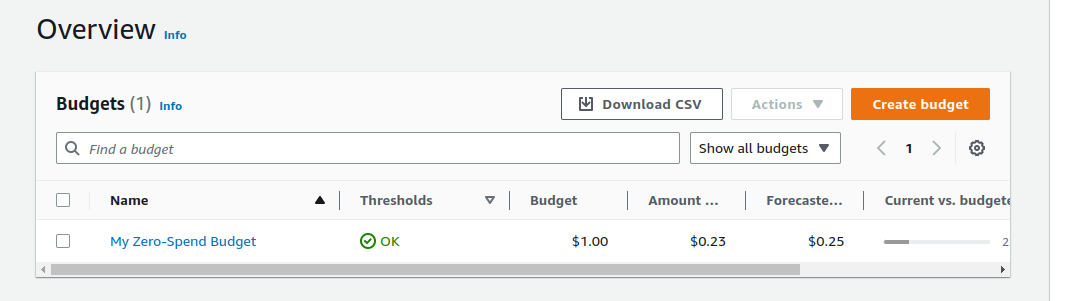 Overview Info
Budgets (1) Info
Download CSV
Actions
Create budget
Find a budget
Show all budgets
1
Name Thresholds Budget Amount ... Forecaste... Current vs. budgete
My Zero-Spend Budget OK $1.00 $0.23 $0.25 2